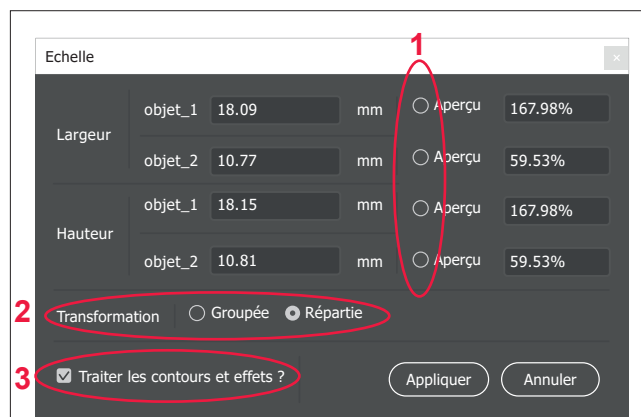 1
Echelle
×
Largeur
objet_1 18.09 mm Aperçu 167.98%
objet_2 10.77 mm Aperçu 59.53%
Hauteur
objet_1 18.15 mm Aperçu 167.98%
objet_2 10.81 mm Aperçu 59.53%
2 Transformation Groupée Répartie
3 Traiter les contours et effets ? Appliquer Annuler